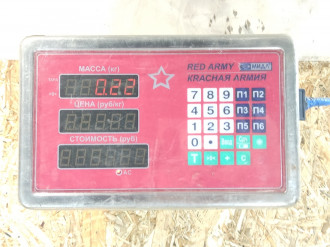 МАССА (кг)
0.22
ЦЕНА (руб/кг)
СТОИМОСТЬ (руб)
RED ARMY МИДЛ
КРАСНАЯ АРМИЯ
7 8 9 П1 П2
4 5 6 П3 П4
1 2 3 П5 П6
0
T + C